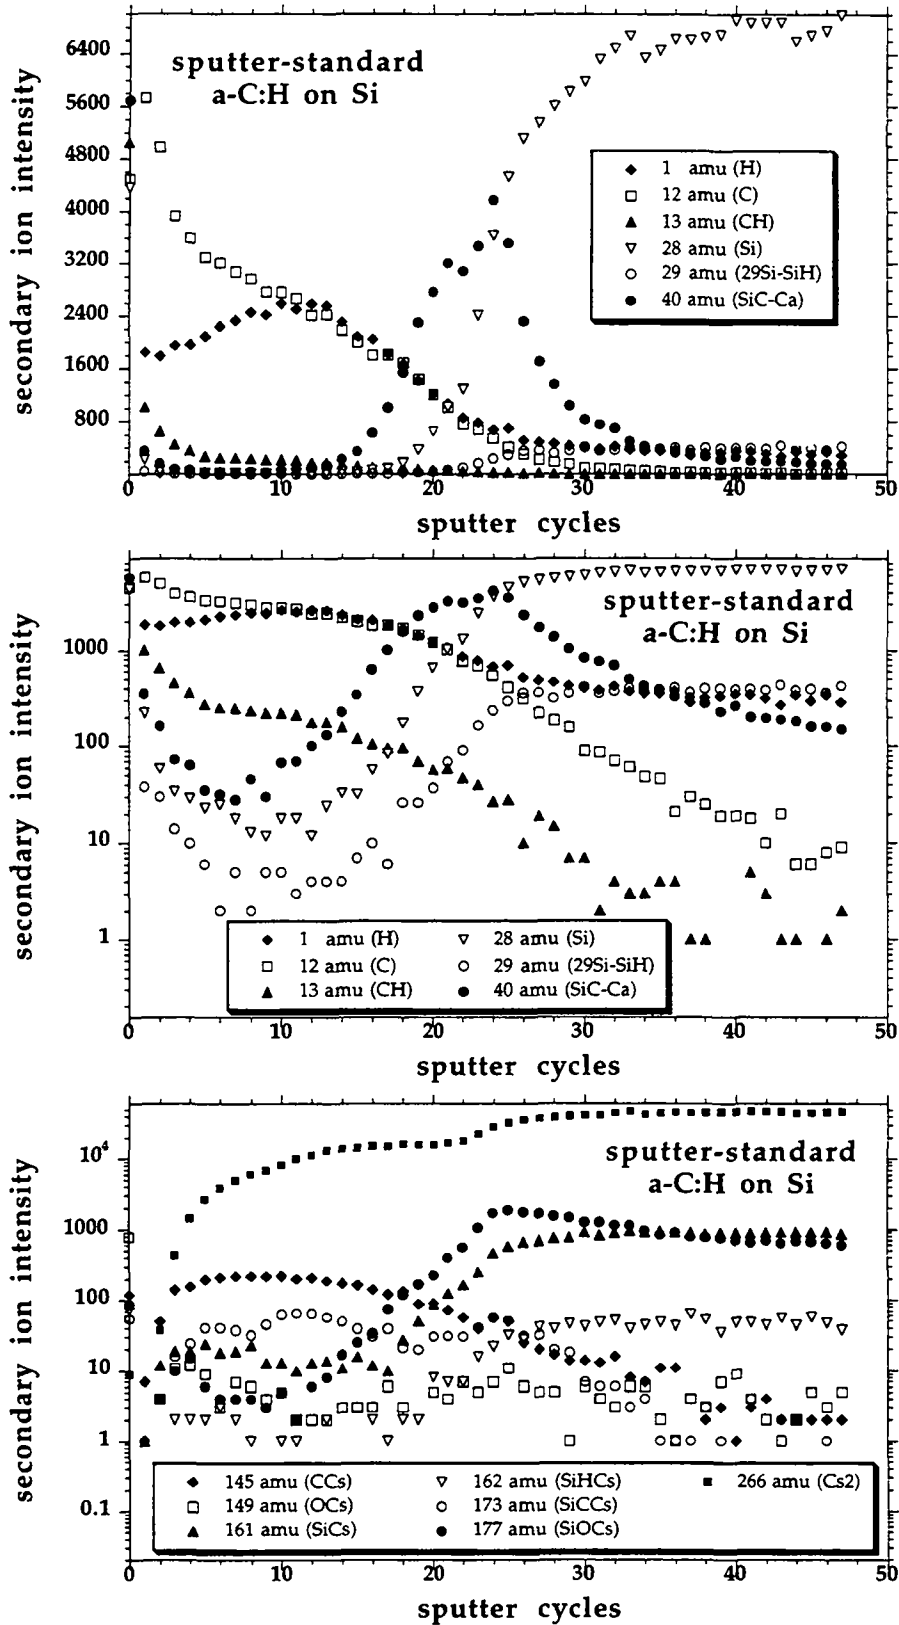 sputter-standard
a-C:H on Si
secondary ion intensity
6400
5600
4800
4000
3200
2400
1600
800
1 amu (H)
12 amu (C)
13 amu (CH)
28 amu (Si)
29 amu (29Si-SiH)
40 amu (SiC-Ca)
0 10 20 30 40 50
sputter cycles
sputter-standard
a-C:H on Si
secondary ion intensity
1000
100
10
1
1 amu (H)
12 amu (C)
13 amu (CH)
28 amu (Si)
29 amu (29Si-SiH)
40 amu (SiC-Ca)
0 10 20 30 40 50
sputter cycles
sputter-standard
a-C:H on Si
secondary ion intensity
10⁴
1000
100
10
1
0.1
145 amu (CCs)
149 amu (OCs)
161 amu (SiCs)
162 amu (SiHCs)
173 amu (SiCCs)
177 amu (SiOCs)
266 amu (Cs2)
0 10 20 30 40 50
sputter cycles